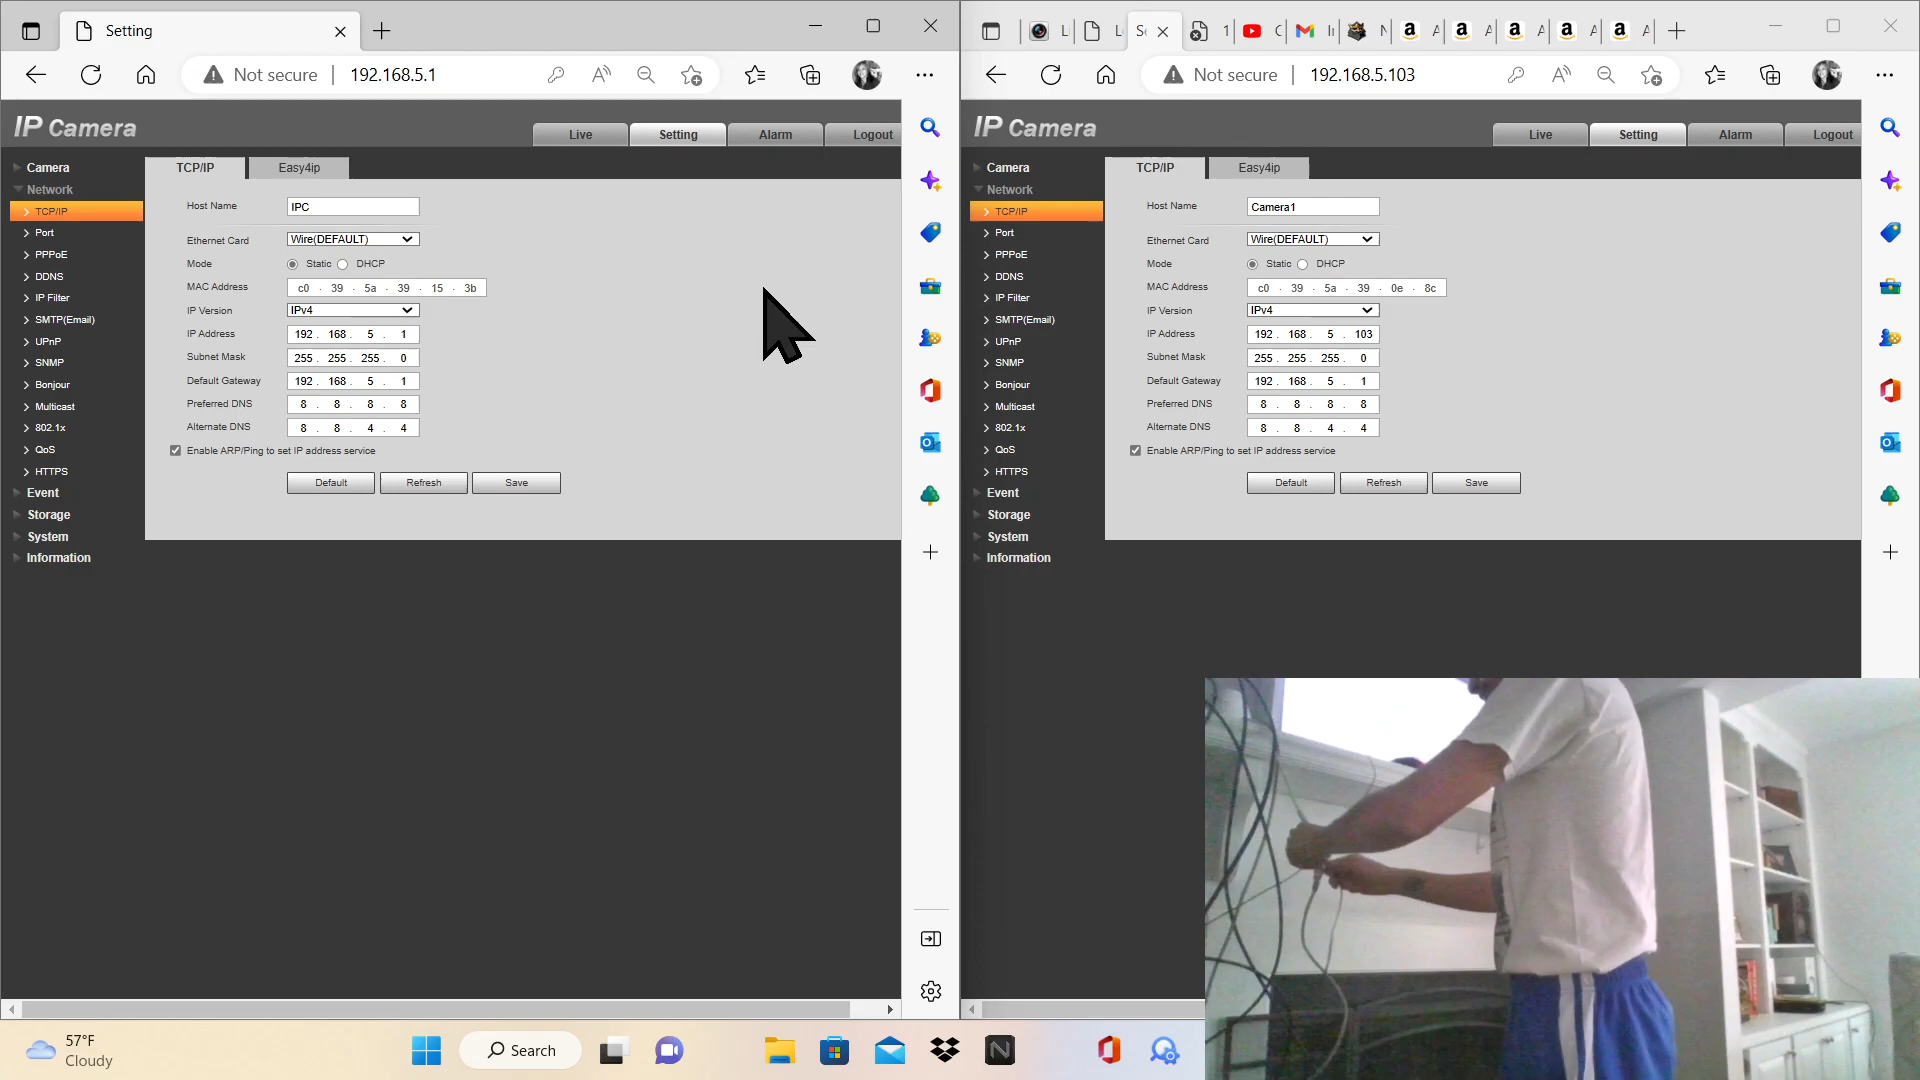 Setting
Not secure 192.168.5.1
IP Camera
Live Setting Alarm Logout
Camera
Network
TCP/IP
Port
PPPoE
DDNS
IP Filter
SMTP(Email)
UPnP
SNMP
Bonjour
Multicast
802.1x
QoS
HTTPS
Event
Storage
System
Information
TCP/IP Easy4ip
Host Name IPC
Ethernet Card Wire(DEFAULT)
Mode Static DHCP
MAC Address c0 . 39 . 5a . 39 . 15 . 3b
IP Version IPv4
IP Address 192 . 168 . 5 . 1
Subnet Mask 255 . 255 . 255 . 0
Default Gateway 192 . 168 . 5 . 1
Preferred DNS 8 . 8 . 8 . 8
Alternate DNS 8 . 8 . 4 . 4
Enable ARP/Ping to set IP address service
Default Refresh Save
Not secure 192.168.5.103
IP Camera
Live Setting Alarm Logout
Camera
Network
TCP/IP
Port
PPPoE
DDNS
IP Filter
SMTP(Email)
UPnP
SNMP
Bonjour
Multicast
802.1x
QoS
HTTPS
Event
Storage
System
Information
TCP/IP Easy4ip
Host Name Camera1
Ethernet Card Wire(DEFAULT)
Mode Static DHCP
MAC Address c0 . 39 . 5a . 39 . 0e . 8c
IP Version IPv4
IP Address 192 . 168 . 5 . 103
Subnet Mask 255 . 255 . 255 . 0
Default Gateway 192 . 168 . 5 . 1
Preferred DNS 8 . 8 . 8 . 8
Alternate DNS 8 . 8 . 4 . 4
Enable ARP/Ping to set IP address service
Default Refresh Save
57°F
Cloudy
Search